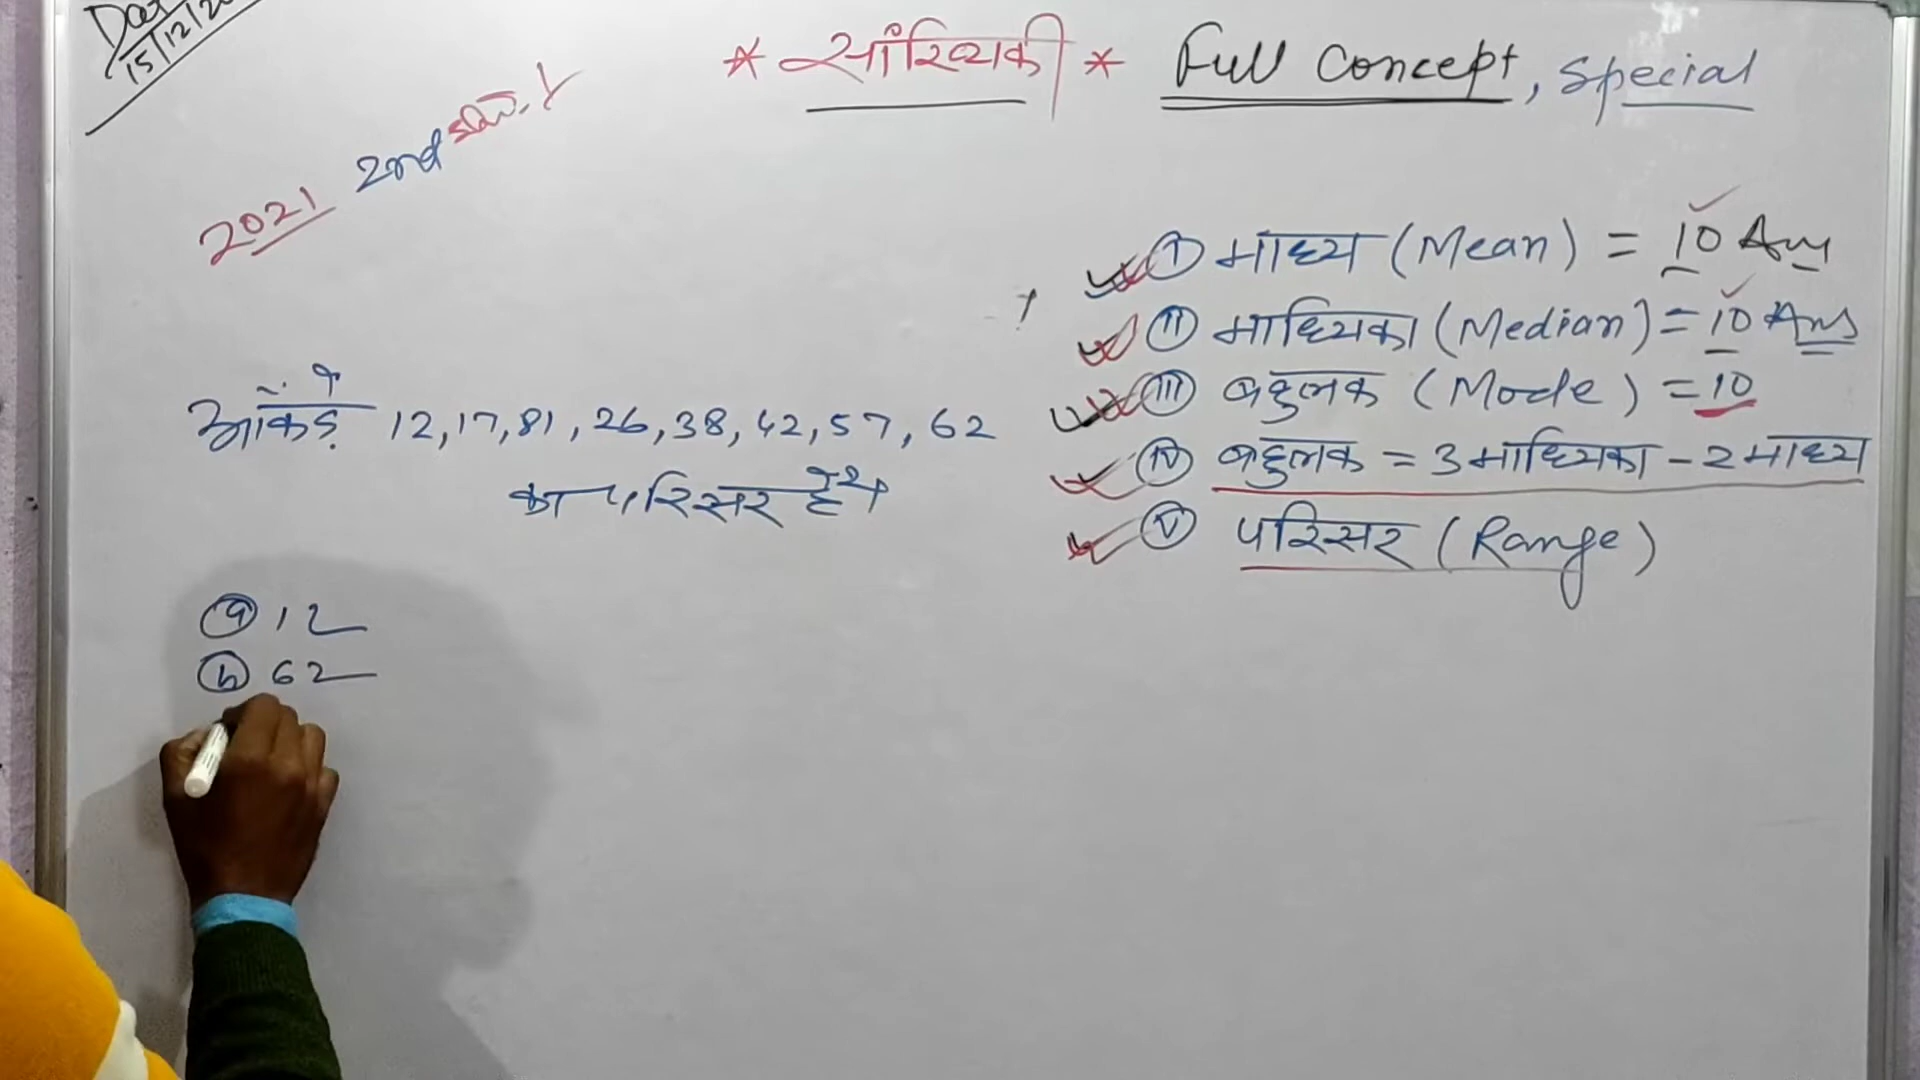 Dat
15/12/20
* सांख्यिकी * Full Concept, Special
2021 2nd
① माध्य (Mean) = 10 Ans
② माध्यिका (Median) = 10 Ans
③ बहुलक (Mode) = 10
④ बहुलक = 3 माध्यिका - 2 माध्य
⑤ परिसर (Range)
आँकड़ों 12, 17, 81, 26, 38, 42, 57, 62
का परिसर है।
ⓐ 12
ⓑ 62